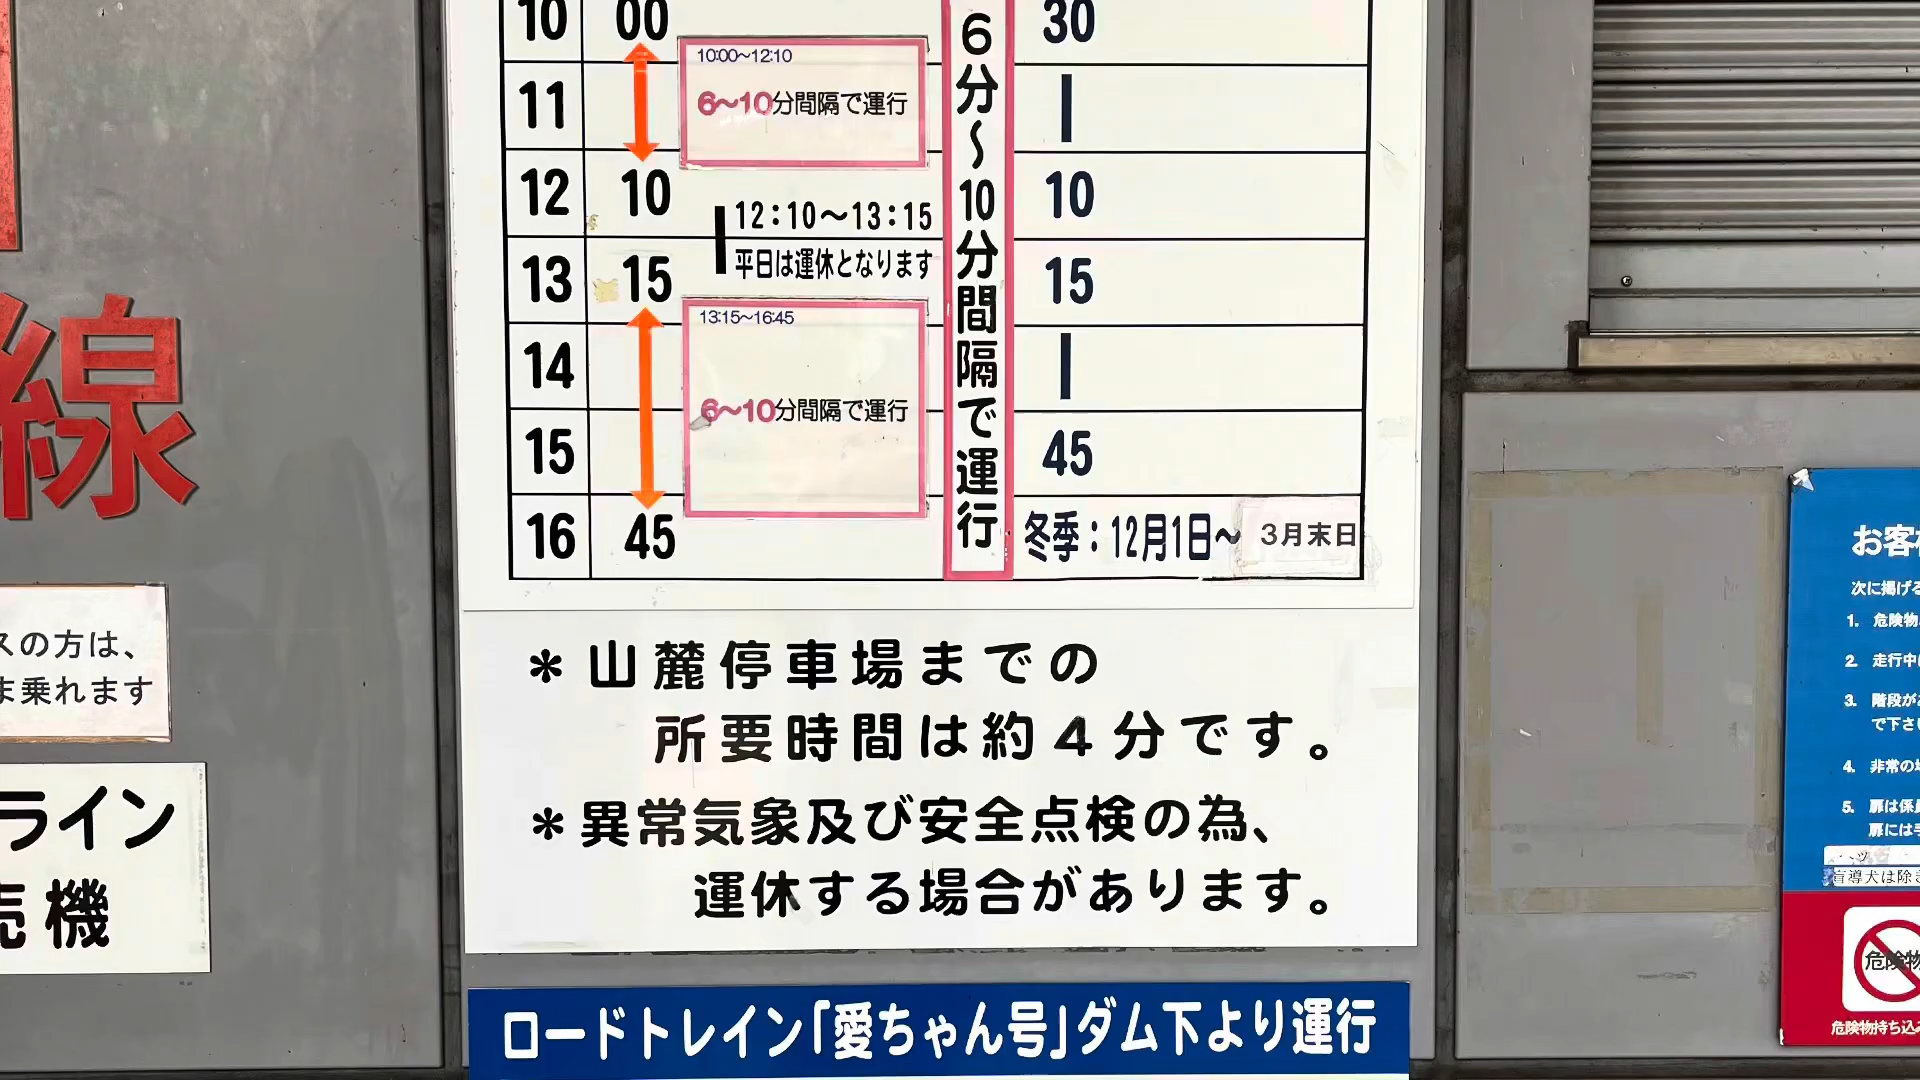 10 00 30
10:00~12:10
11
6~10分間隔で運行
12 10 10
12:10~13:15
平日は運休となります
13 15 15
13:15~16:45
14
6~10分間隔で運行
15 45
16 45
6分~10分間隔で運行
冬季:12月1日~ 3月末日
*山麓停車場までの
所要時間は約4分です。
*異常気象及び安全点検の為、
運休する場合があります。
ロードトレイン「愛ちゃん号」ダム下より運行
線
スの方は、
ま乗れます
ライン
売機
お客
次に掲げる
1. 危険物
2. 走行中
3. 階段が
で下さ
4. 非常の
5. 扉は係
扉には手
盲導犬は除
危険物
危険物持ち込み